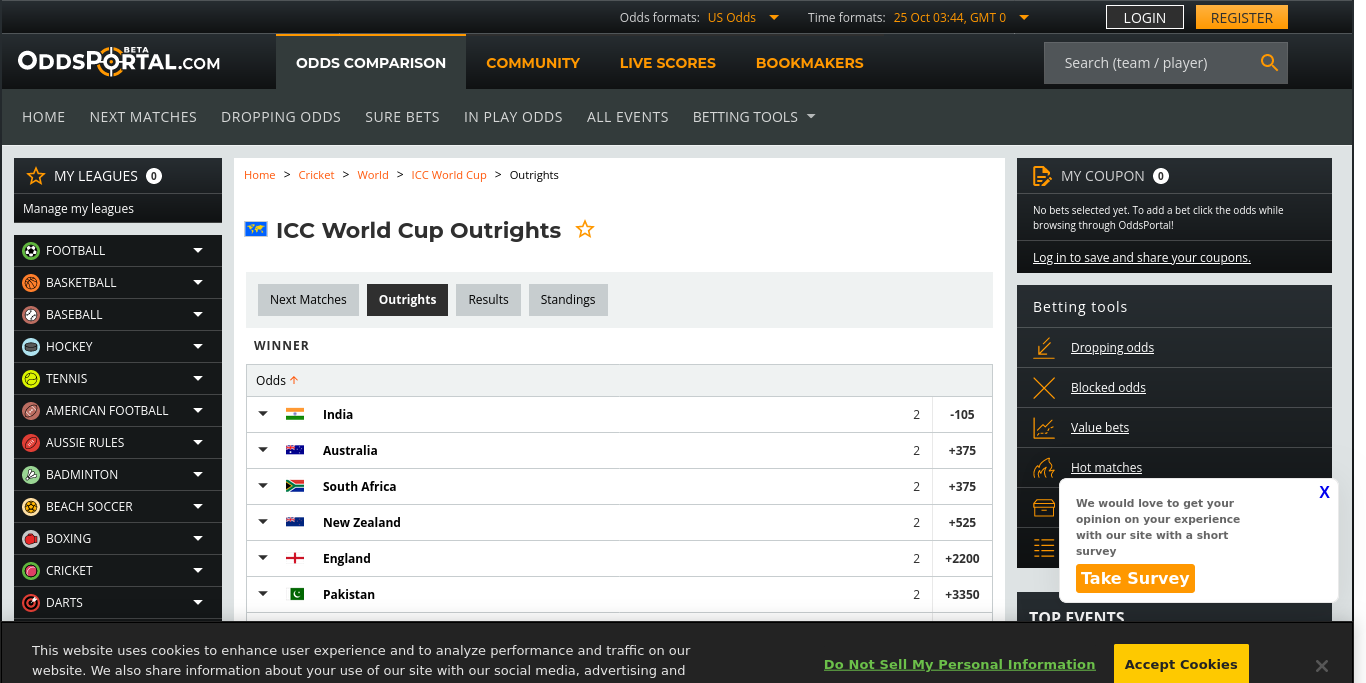 Odds formats: US Odds
Time formats: 25 Oct 03:44, GMT 0
LOGIN
REGISTER
ODDSPORTAL.COM
BETA
ODDS COMPARISON
COMMUNITY
LIVE SCORES
BOOKMAKERS
Search (team / player)
HOME
NEXT MATCHES
DROPPING ODDS
SURE BETS
IN PLAY ODDS
ALL EVENTS
BETTING TOOLS
MY LEAGUES 0
Manage my leagues
FOOTBALL
BASKETBALL
BASEBALL
HOCKEY
TENNIS
AMERICAN FOOTBALL
AUSSIE RULES
BADMINTON
BEACH SOCCER
BOXING
CRICKET
DARTS
Home > Cricket > World > ICC World Cup > Outrights
ICC World Cup Outrights
Next Matches
Outrights
Results
Standings
WINNER
Odds
India 2 -105
Australia 2 +375
South Africa 2 +375
New Zealand 2 +525
England 2 +2200
Pakistan 2 +3350
MY COUPON 0
No bets selected yet. To add a bet click the odds while
browsing through OddsPortal!
Log in to save and share your coupons.
Betting tools
Dropping odds
Blocked odds
Value bets
Hot matches
X
We would love to get your
opinion on your experience
with our site with a short
survey
Take Survey
TOP EVENTS
This website uses cookies to enhance user experience and to analyze performance and traffic on our
website. We also share information about your use of our site with our social media, advertising and
Do Not Sell My Personal Information
Accept Cookies